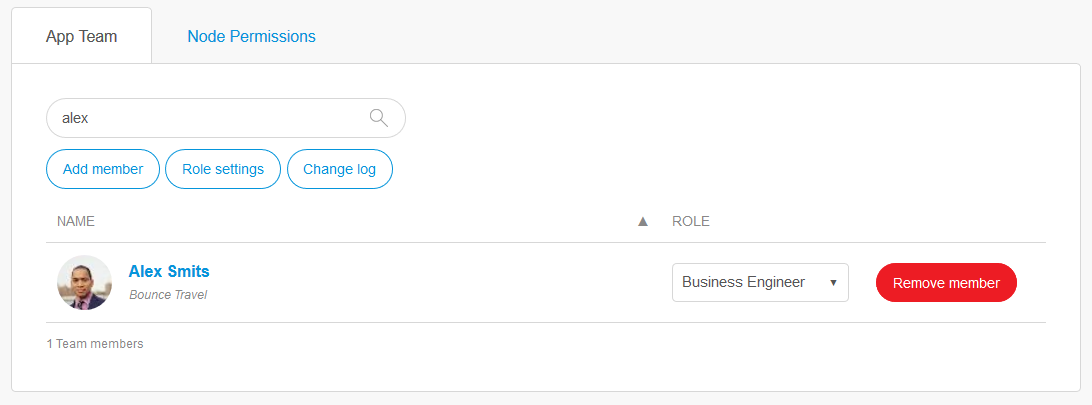 App Team
Node Permissions
alex
Add member
Role settings
Change log
NAME ▲ ROLE
Alex Smits
Bounce Travel
Business Engineer ▼
Remove member
1 Team members